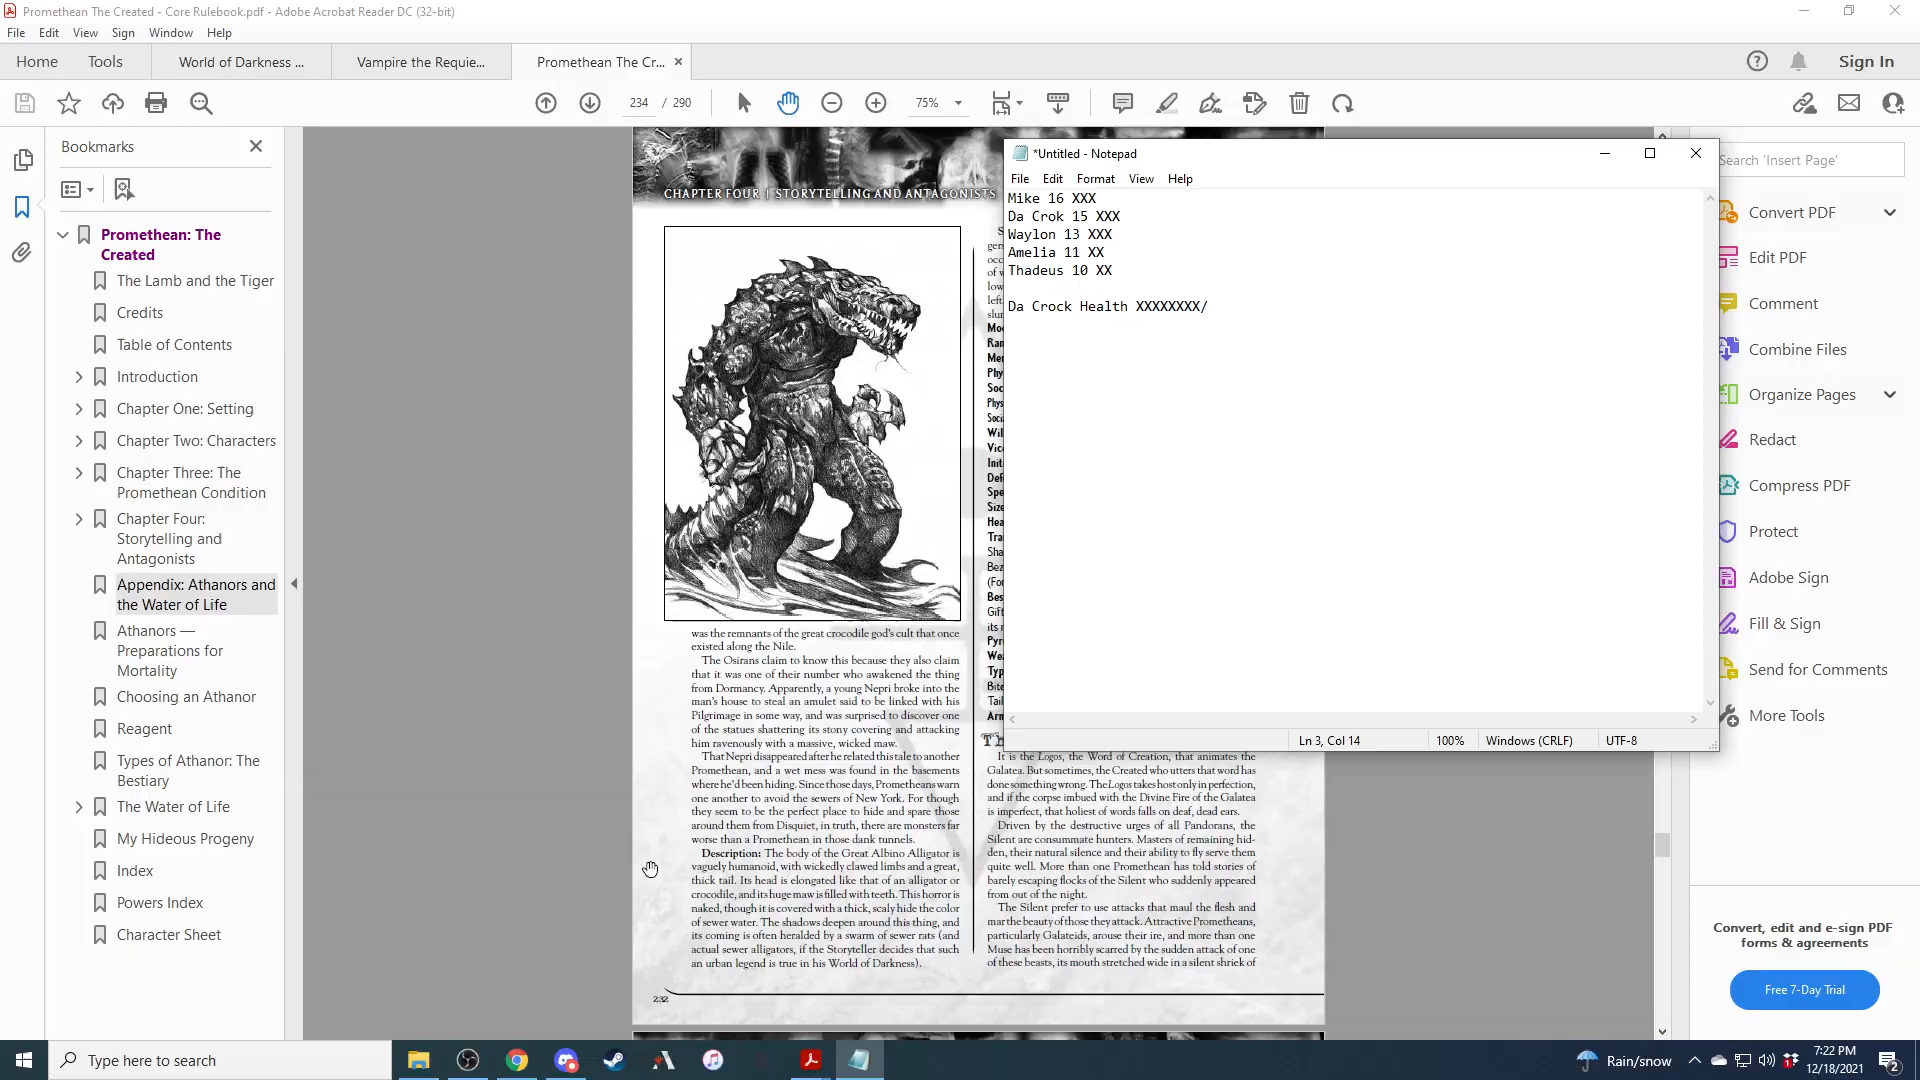 Promethean The Created - Core Rulebook.pdf - Adobe Acrobat Reader DC (32-bit)
File Edit View Sign Window Help
Home Tools World of Darkness ... Vampire the Requie... Promethean The Cr... Sign In
234 / 290 75%
Bookmarks
Promethean: The
Created
The Lamb and the Tiger
Credits
Table of Contents
Introduction
Chapter One: Setting
Chapter Two: Characters
Chapter Three: The
Promethean Condition
Chapter Four:
Storytelling and
Antagonists
Appendix: Athanors and
the Water of Life
Athanors —
Preparations for
Mortality
Choosing an Athanor
Reagent
Types of Athanor: The
Bestiary
The Water of Life
My Hideous Progeny
Index
Powers Index
Character Sheet
CHAPTER FOUR | STORYTELLING AND ANTAGONISTS
was the remnants of the great crocodile god's cult that once
existed along the Nile.
The Osirans claim to know this because they also claim
that it was one of their number who awakened the thing
from Dormancy. Apparently, a young Nepri broke into the
man's house to steal an amulet said to be linked with his
Pilgrimage in some way, and was surprised to discover one
of the statues shattering its stony covering and attacking
him ravenously with a massive, wicked maw.
That Nepri disappeared after he related this tale to another
Promethean, and a wet mess was found in the basements
where he'd been hiding. Since those days, Prometheans warn
one another to avoid the sewers of New York. For though
they seem to be the perfect place to hide and spare those
around them from Disquiet, in truth, there are monsters far
worse than a Promethean in those dank tunnels.
Description: The body of the Great Albino Alligator is
vaguely humanoid, with wickedly clawed limbs and a great,
thick tail. Its head is elongated like that of an alligator or
crocodile, and its huge maw is filled with teeth. This horror is
naked, though it is covered with a thick, scaly hide the color
of sewer water. The shadows deepen around this thing, and
its coming is often heralded by a swarm of sewer rats (and
actual sewer alligators, if the Storyteller decides that such
an urban legend is true in his World of Darkness).
232
It is the Logos, the Word of Creation, that animates the
Galatea. But sometimes, the Created who utters that word has
done something wrong. The Logos takes host only in perfection,
and if the corpse imbued with the Divine Fire of the Galatea
is imperfect, that holiest of words falls on deaf, dead ears.
Driven by the destructive urges of all Pandorans, the
Silent are consummate hunters. Masters of remaining hid-
den, their natural silence and their ability to fly serve them
quite well. More than one Promethean has told stories of
barely escaping flocks of the Silent who suddenly appeared
from out of the night.
The Silent prefer to use attacks that maul the flesh and
mar the beauty of those they attack. Attractive Prometheans,
particularly Galateids, arouse their ire, and more than one
Muse has been horribly scarred by the sudden attack of one
of these beasts, its mouth stretched wide in a silent shriek of
*Untitled - Notepad
File Edit Format View Help
Mike 16 XXX
Da Crok 15 XXX
Waylon 13 XXX
Amelia 11 XX
Thadeus 10 XX
Da Crock Health XXXXXXXX/
Ln 3, Col 14 100% Windows (CRLF) UTF-8
Search 'Insert Page'
Convert PDF
Edit PDF
Comment
Combine Files
Organize Pages
Redact
Compress PDF
Protect
Adobe Sign
Fill & Sign
Send for Comments
More Tools
Convert, edit and e-sign PDF
forms & agreements
Free 7-Day Trial
Type here to search
Rain/snow
7:22 PM
12/18/2021
2